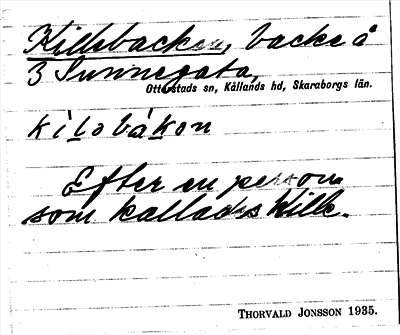 Killebacken, backe å
3 Sunnegata,
Otterstads sn, Kållands hd, Skaraborgs län.
kìlobákon
Efter en person
som kallades Kille.
THORVALD JONSSON 1935.